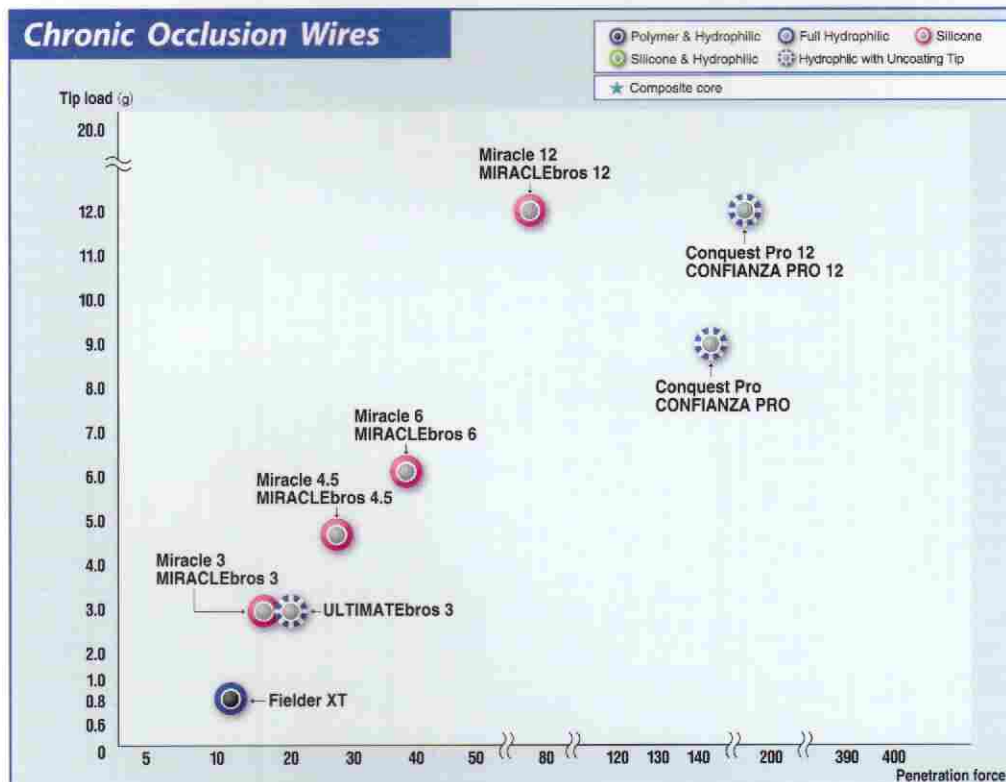 Chronic Occlusion Wires
Polymer & Hydrophilic Full Hydrophilic Silicone
Silicone & Hydrophilic Hydrophlic with Uncoating Tip
Composite core
Tip load (g)
20.0
12.0
11.0
10.0
9.0
8.0
7.0
6.0
5.0
4.0
3.0
2.0
1.0
0.8
0.6
0
Miracle 12
MIRACLEbros 12
Conquest Pro 12
CONFIANZA PRO 12
Conquest Pro
CONFIANZA PRO
Miracle 6
MIRACLEbros 6
Miracle 4.5
MIRACLEbros 4.5
Miracle 3
MIRACLEbros 3
ULTIMATEbros 3
Fielder XT
5 10 20 30 40 50 80 120 130 140 200 390 400
Penetration force